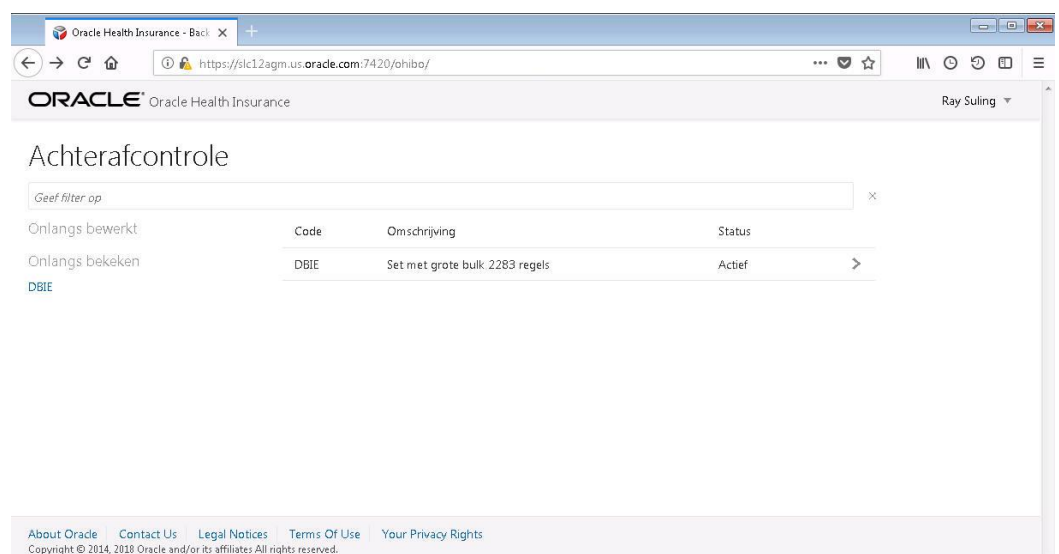 Oracle Health Insurance - Back
https://slc12agm.us.oracle.com:7420/ohibo/
ORACLE Oracle Health Insurance
Ray Suling
Achterafcontrole
Geef filter op
Onlangs bewerkt
Onlangs bekeken
DBIE
Code Omschrijving Status
DBIE Set met grote bulk 2283 regels Actief
About Oracle Contact Us Legal Notices Terms Of Use Your Privacy Rights
Copyright © 2014, 2018 Oracle and/or its affiliates All rights reserved.